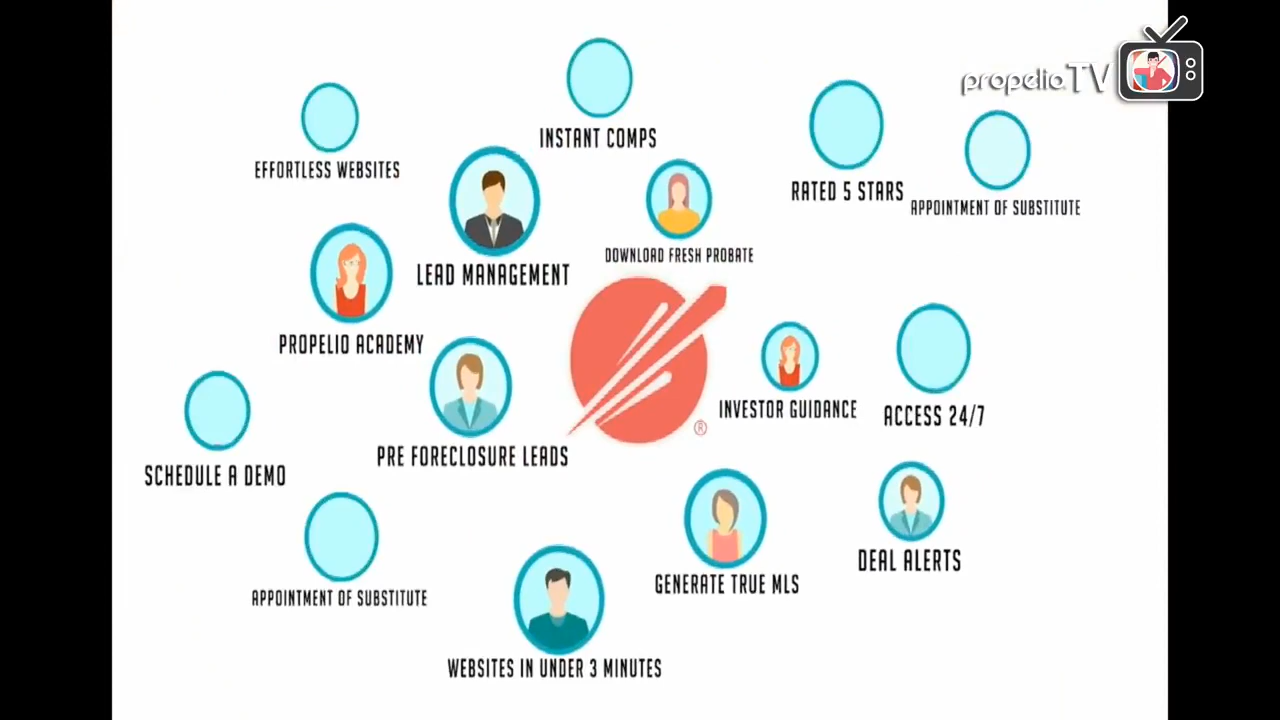 propelio.TV
INSTANT COMPS
EFFORTLESS WEBSITES
RATED 5 STARS
APPOINTMENT OF SUBSTITUTE
DOWNLOAD FRESH PROBATE
LEAD MANAGEMENT
PROPELIO ACADEMY
INVESTOR GUIDANCE
ACCESS 24/7
®
PRE FORECLOSURE LEADS
SCHEDULE A DEMO
DEAL ALERTS
GENERATE TRUE MLS
APPOINTMENT OF SUBSTITUTE
WEBSITES IN UNDER 3 MINUTES